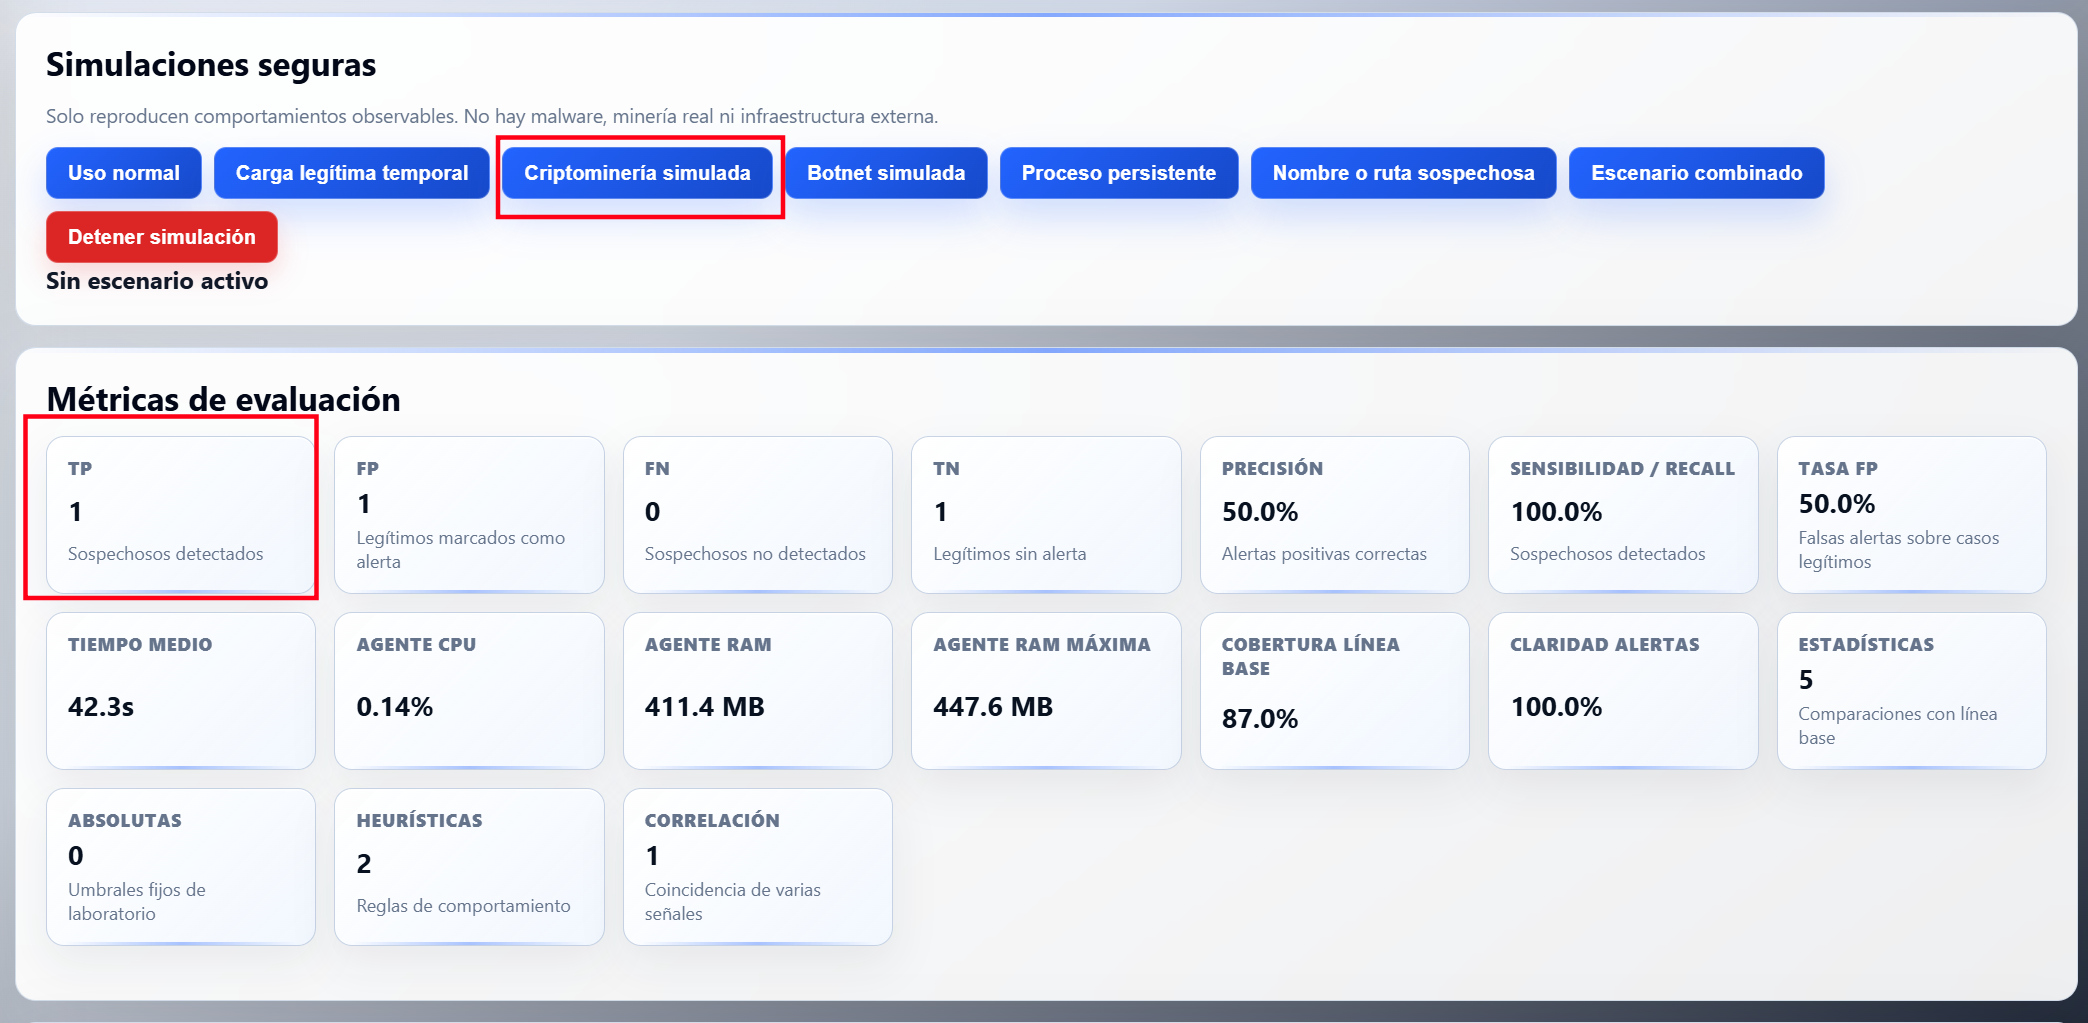 Simulaciones seguras
Solo reproducen comportamientos observables. No hay malware, minería real ni infraestructura externa.
Uso normal
Carga legítima temporal
Criptominería simulada
Botnet simulada
Proceso persistente
Nombre o ruta sospechosa
Escenario combinado
Detener simulación
Sin escenario activo
Métricas de evaluación
TP
1
Sospechosos detectados
FP
1
Legítimos marcados como
alerta
FN
0
Sospechosos no detectados
TN
1
Legítimos sin alerta
PRECISIÓN
50.0%
Alertas positivas correctas
SENSIBILIDAD / RECALL
100.0%
Sospechosos detectados
TASA FP
50.0%
Falsas alertas sobre casos
legítimos
TIEMPO MEDIO
42.3s
AGENTE CPU
0.14%
AGENTE RAM
411.4 MB
AGENTE RAM MÁXIMA
447.6 MB
COBERTURA LÍNEA
BASE
87.0%
CLARIDAD ALERTAS
100.0%
ESTADÍSTICAS
5
Comparaciones con línea
base
ABSOLUTAS
0
Umbrales fijos de
laboratorio
HEURÍSTICAS
2
Reglas de comportamiento
CORRELACIÓN
1
Coincidencia de varias
señales